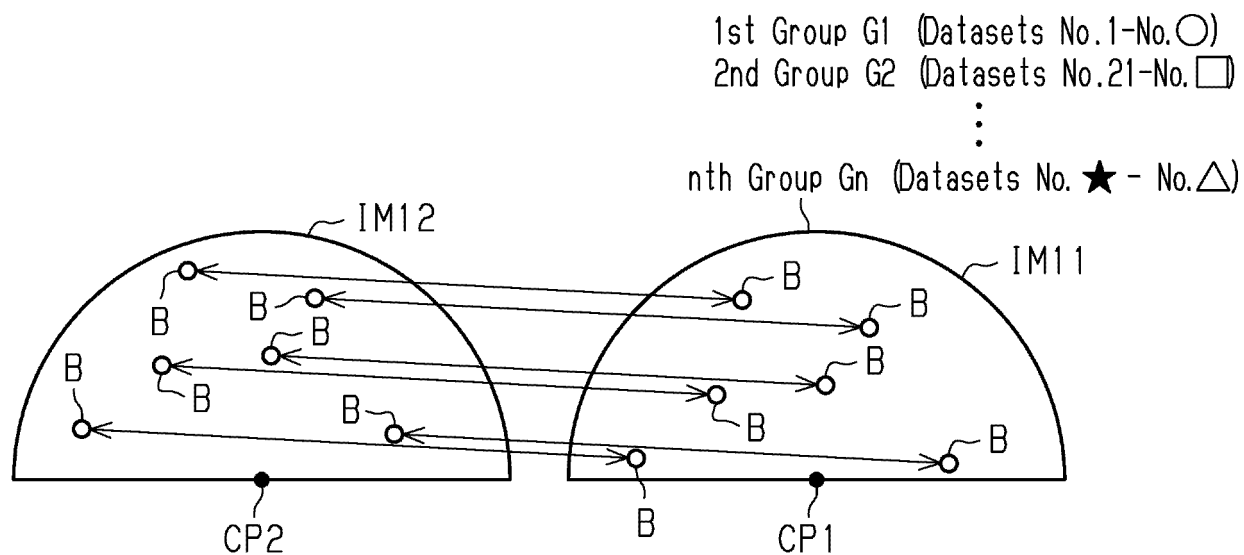 1st Group G1 (Datasets No.1-No.○)
2nd Group G2 (Datasets No.21-No.□)
⋮
nth Group Gn (Datasets No.★ - No.△)
IM12
IM11
B
B
B
B
B
B
B
B
B
B
B
B
CP2
CP1